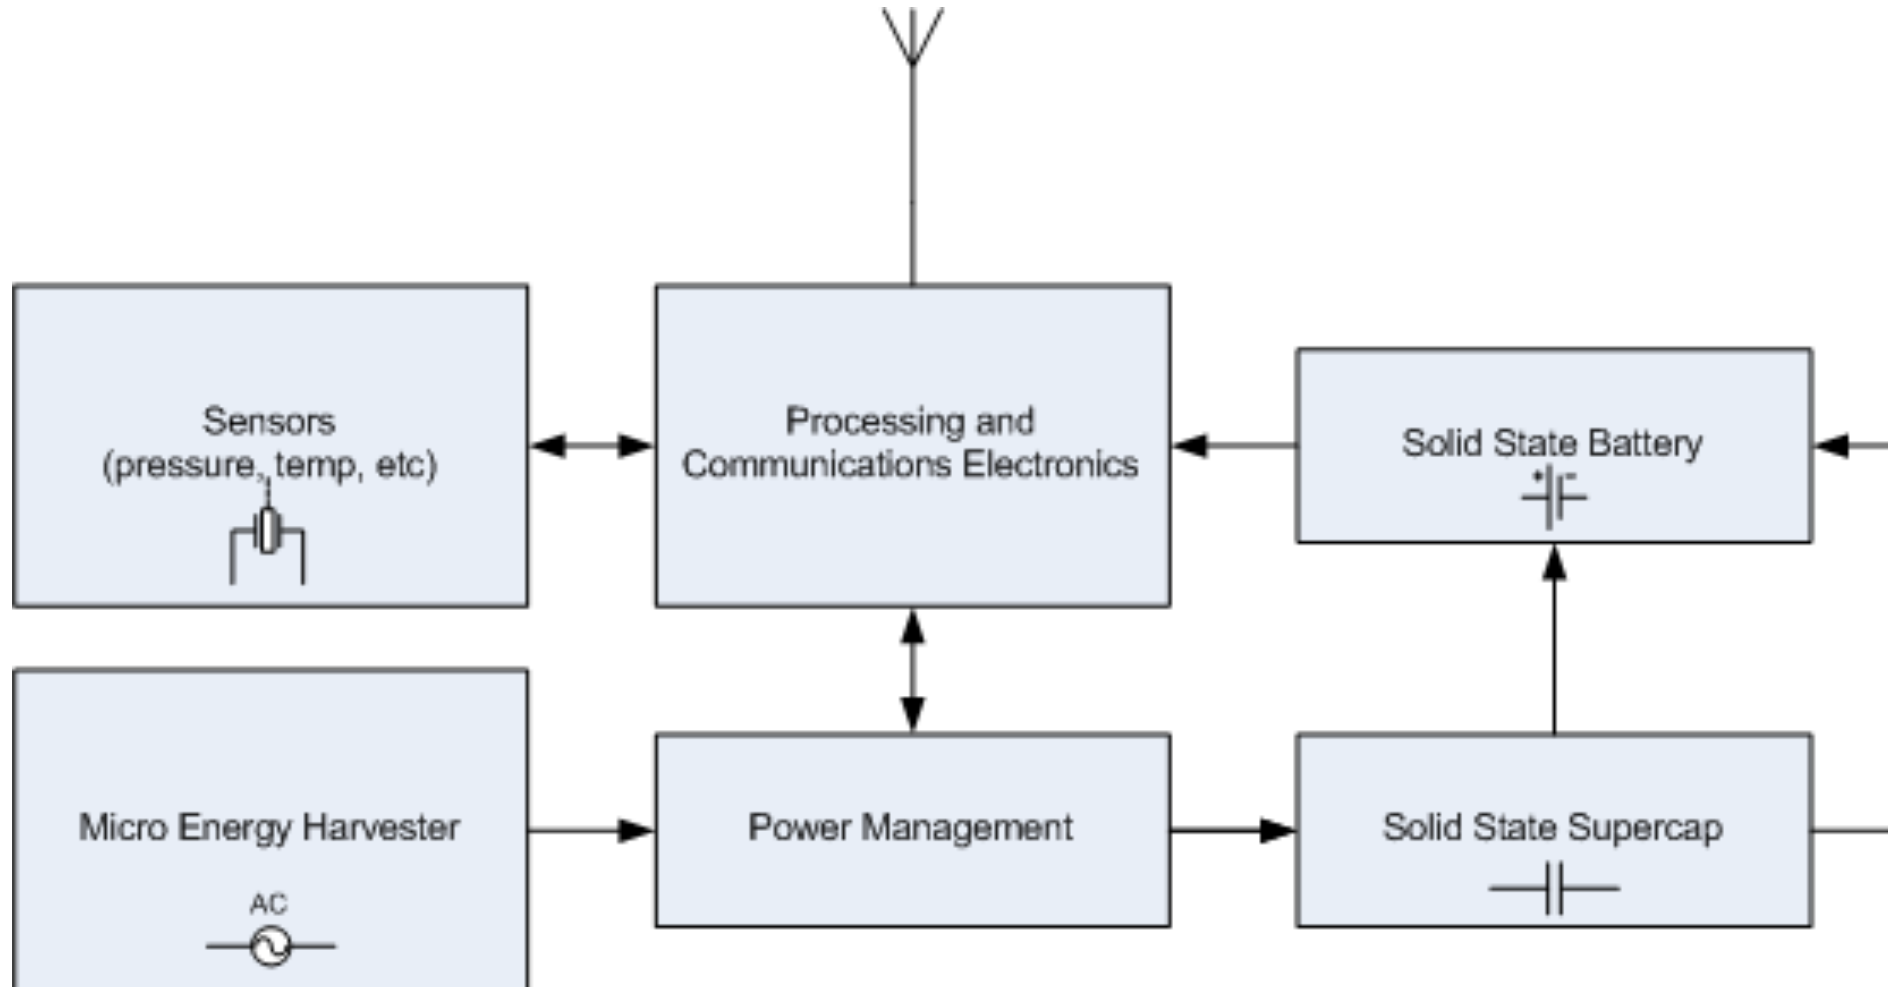 Sensors
(pressure, temp, etc)
Processing and
Communications Electronics
Solid State Battery
+ -
Micro Energy Harvester
AC
Power Management
Solid State Supercap